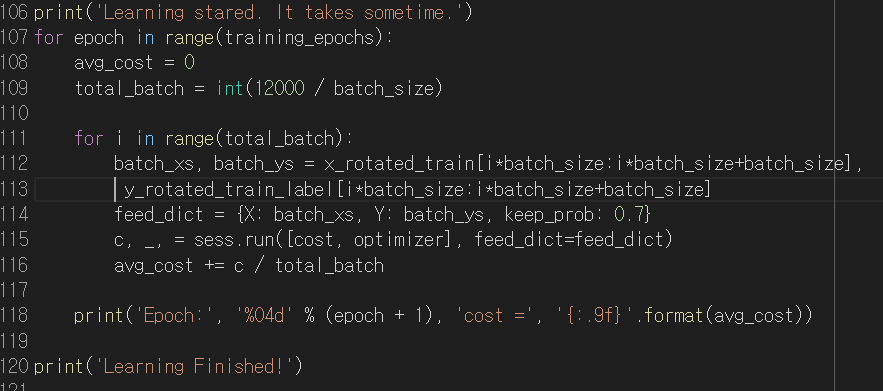 106 print('Learning stared. It takes sometime.')
107 for epoch in range(training_epochs):
108     avg_cost = 0
109     total_batch = int(12000 / batch_size)
110
111     for i in range(total_batch):
112         batch_xs, batch_ys = x_rotated_train[i*batch_size:i*batch_size+batch_size],
113          y_rotated_train_label[i*batch_size:i*batch_size+batch_size]
114         feed_dict = {X: batch_xs, Y: batch_ys, keep_prob: 0.7}
115         c, _, = sess.run([cost, optimizer], feed_dict=feed_dict)
116         avg_cost += c / total_batch
117
118     print('Epoch:', '%04d' % (epoch + 1), 'cost =', '{:.9f}'.format(avg_cost))
119
120 print('Learning Finished!')
121